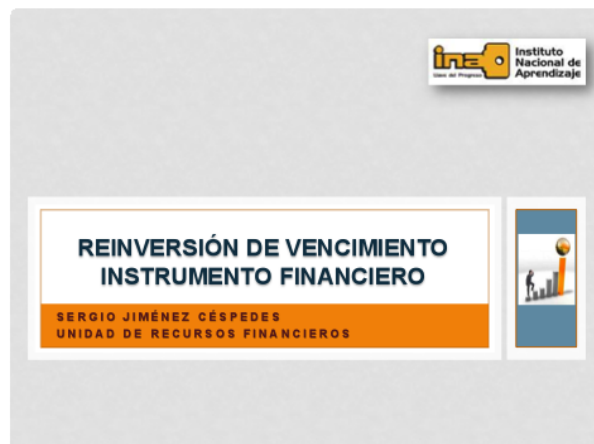 ina
Instituto
Nacional de
Aprendizaje
Llave del Progreso
REINVERSIÓN DE VENCIMIENTO
INSTRUMENTO FINANCIERO
SERGIO JIMÉNEZ CÉSPEDES
UNIDAD DE RECURSOS FINANCIEROS